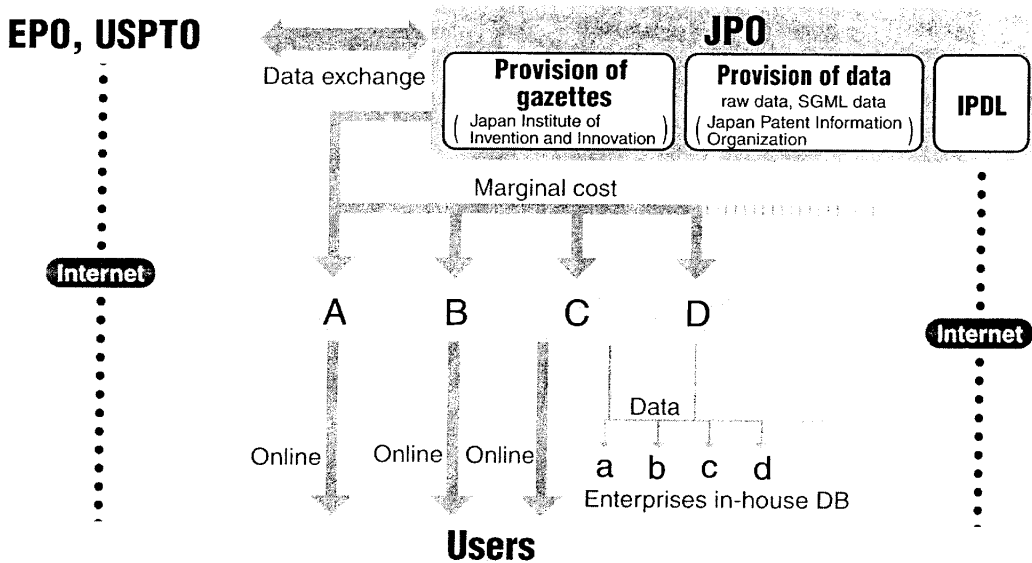 EPO, USPTO
Data exchange
JPO
Provision of
gazettes
( Japan Institute of
Invention and Innovation )
Provision of data
raw data, SGML data
( Japan Patent Information
Organization )
IPDL
Marginal cost
Internet
A B C D
Internet
Data
Online Online Online
a b c d
Enterprises in-house DB
Users